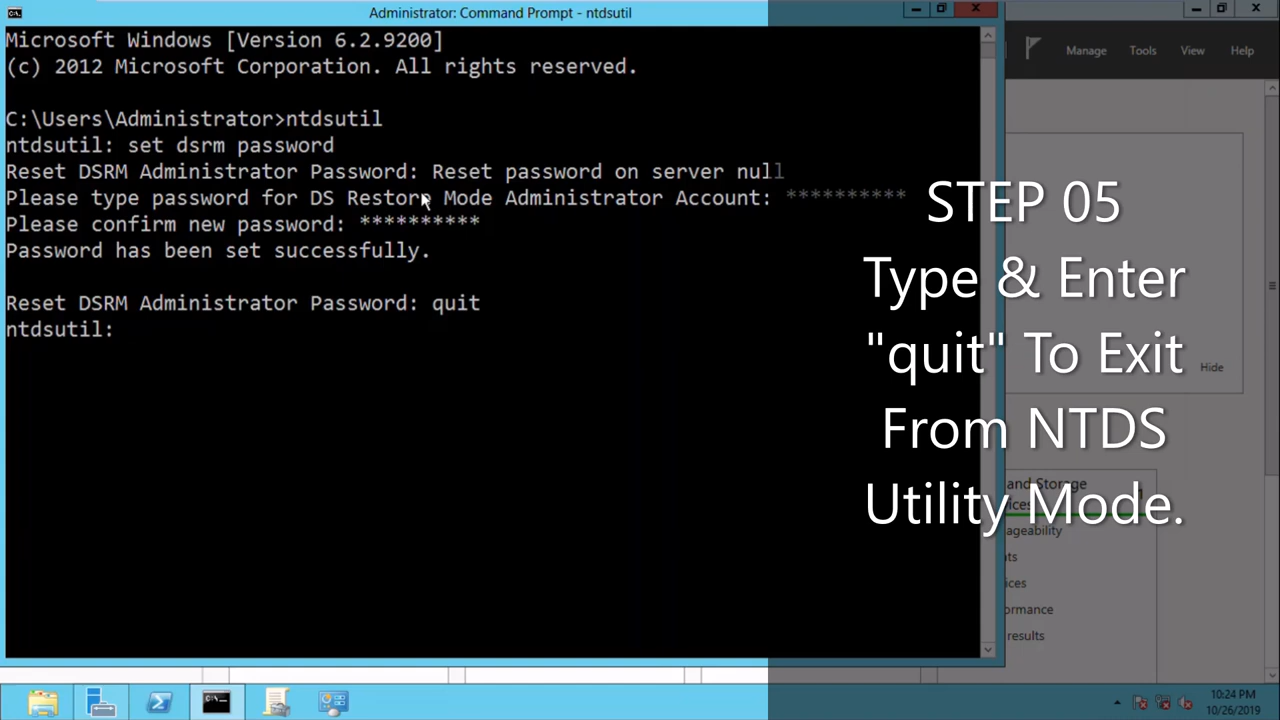 Administrator: Command Prompt - ntdsutil
Microsoft Windows [Version 6.2.9200]
(c) 2012 Microsoft Corporation. All rights reserved.
C:\Users\Administrator>ntdsutil
ntdsutil: set dsrm password
Reset DSRM Administrator Password: Reset password on server null
Please type password for DS Restore Mode Administrator Account: **********
Please confirm new password: **********
Password has been set successfully.
Reset DSRM Administrator Password: quit
ntdsutil:
Manage Tools View Help
STEP 05
Type & Enter
"quit" To Exit
From NTDS
Utility Mode.
Hide
and Storage
1
results
10:24 PM
10/26/2019